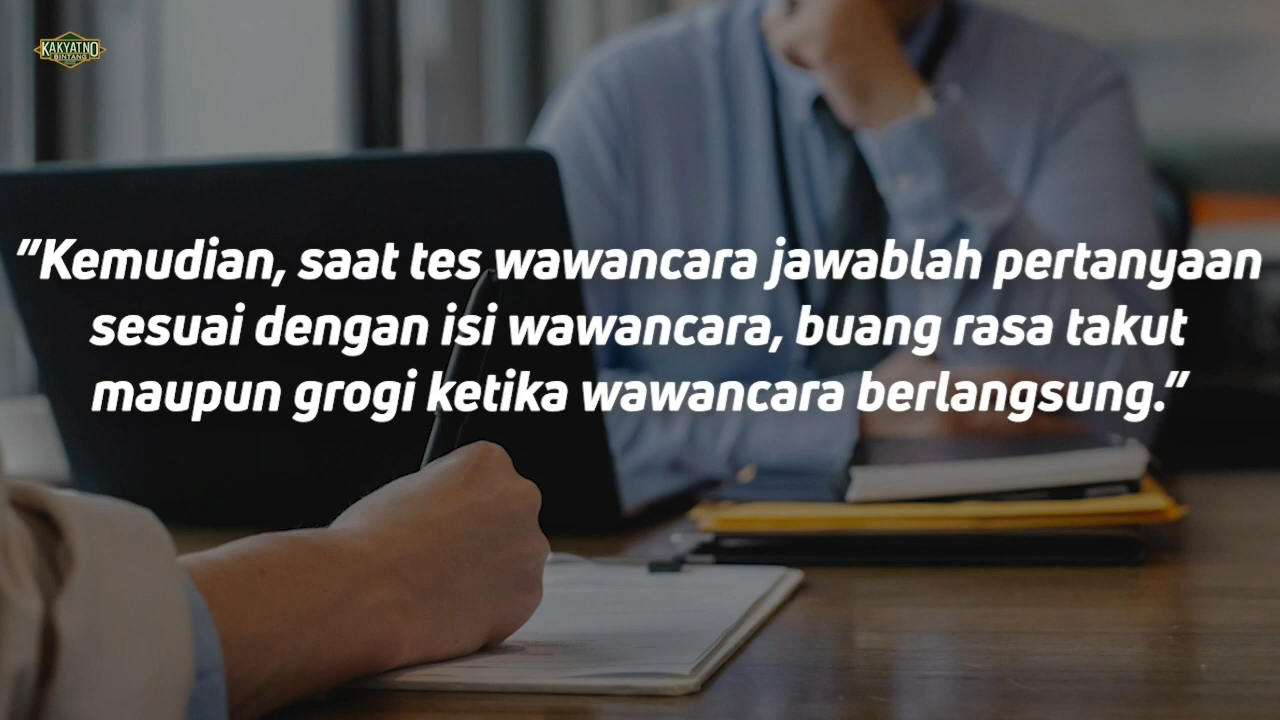 KAKYATNO
BINTANG
"Kemudian, saat tes wawancara jawablah pertanyaan
sesuai dengan isi wawancara, buang rasa takut
maupun grogi ketika wawancara berlangsung."